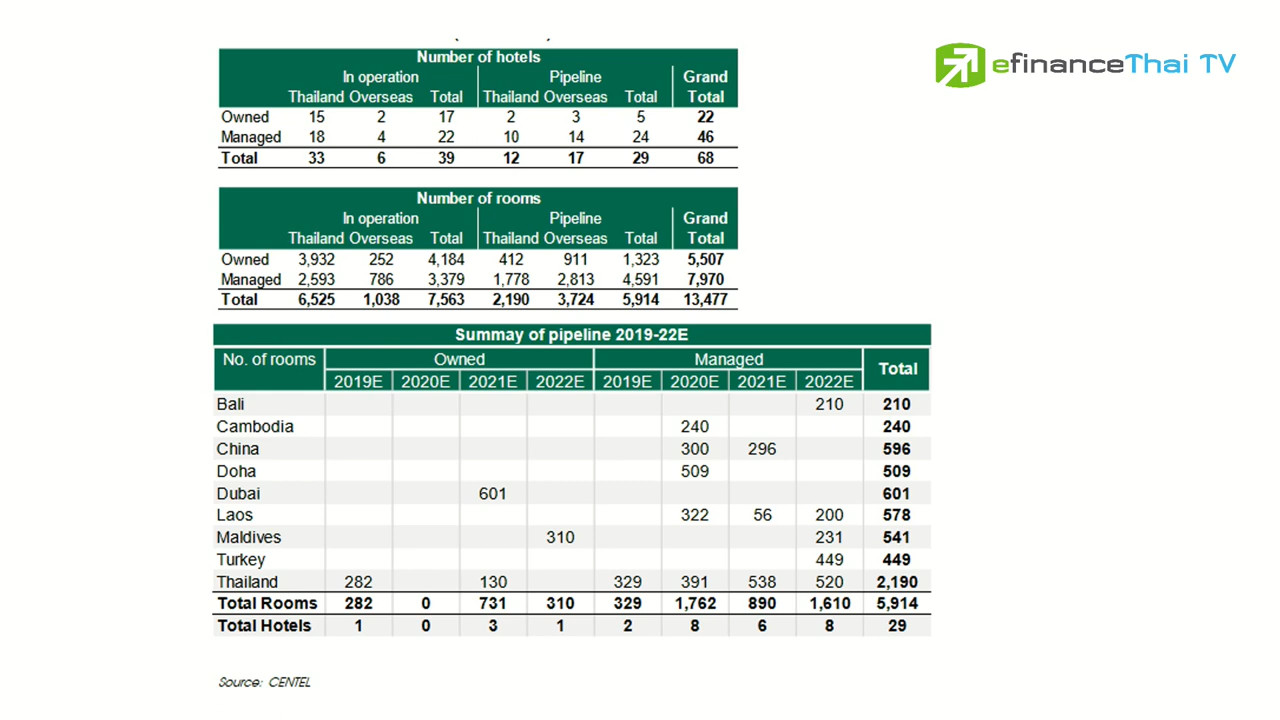 efinanceThai TV
Number of hotels
In operation Pipeline Grand
Thailand Overseas Total Thailand Overseas Total Total
Owned 15 2 17 2 3 5 22
Managed 18 4 22 10 14 24 46
Total 33 6 39 12 17 29 68
Number of rooms
In operation Pipeline Grand
Thailand Overseas Total Thailand Overseas Total Total
Owned 3,932 252 4,184 412 911 1,323 5,507
Managed 2,593 786 3,379 1,778 2,813 4,591 7,970
Total 6,525 1,038 7,563 2,190 3,724 5,914 13,477
Summay of pipeline 2019-22E
No. of rooms Owned Managed Total
2019E 2020E 2021E 2022E 2019E 2020E 2021E 2022E
Bali 210 210
Cambodia 240 240
China 300 296 596
Doha 509 509
Dubai 601 601
Laos 322 56 200 578
Maldives 310 231 541
Turkey 449 449
Thailand 282 130 329 391 538 520 2,190
Total Rooms 282 0 731 310 329 1,762 890 1,610 5,914
Total Hotels 1 0 3 1 2 8 6 8 29
Source: CENTEL